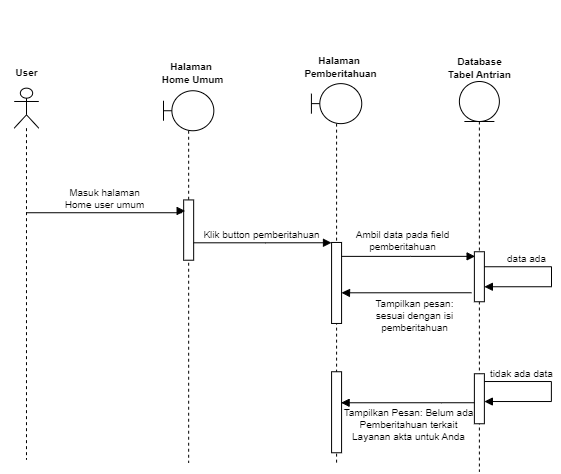 User
Halaman
Home Umum
Halaman
Pemberitahuan
Database
Tabel Antrian
Masuk halaman
Home user umum
Klik button pemberitahuan
Ambil data pada field
pemberitahuan
data ada
Tampilkan pesan:
sesuai dengan isi
pemberitahuan
tidak ada data
Tampilkan Pesan: Belum ada
Pemberitahuan terkait
Layanan akta untuk Anda